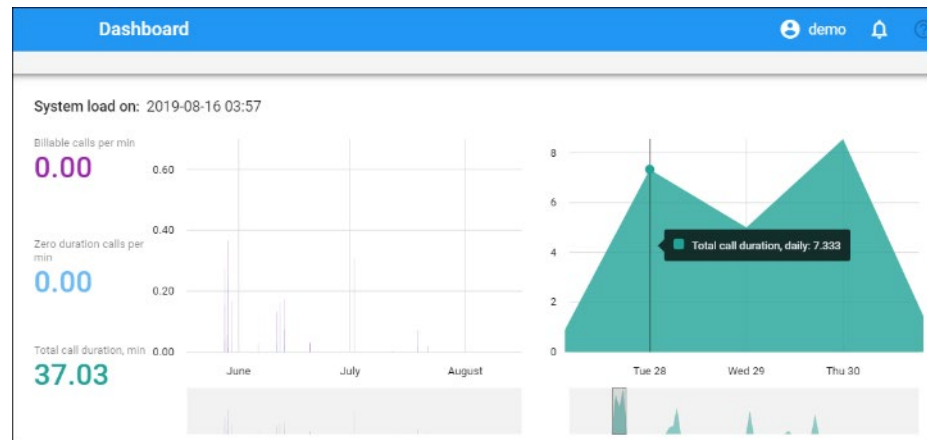 Dashboard
demo
System load on: 2019-08-16 03:57
Billable calls per min
0.00
Zero duration calls per
min
0.00
Total call duration, min
37.03
0.60
0.40
0.20
0.00
June July August
8
6
4
2
0
Total call duration, daily: 7.333
Tue 28 Wed 29 Thu 30